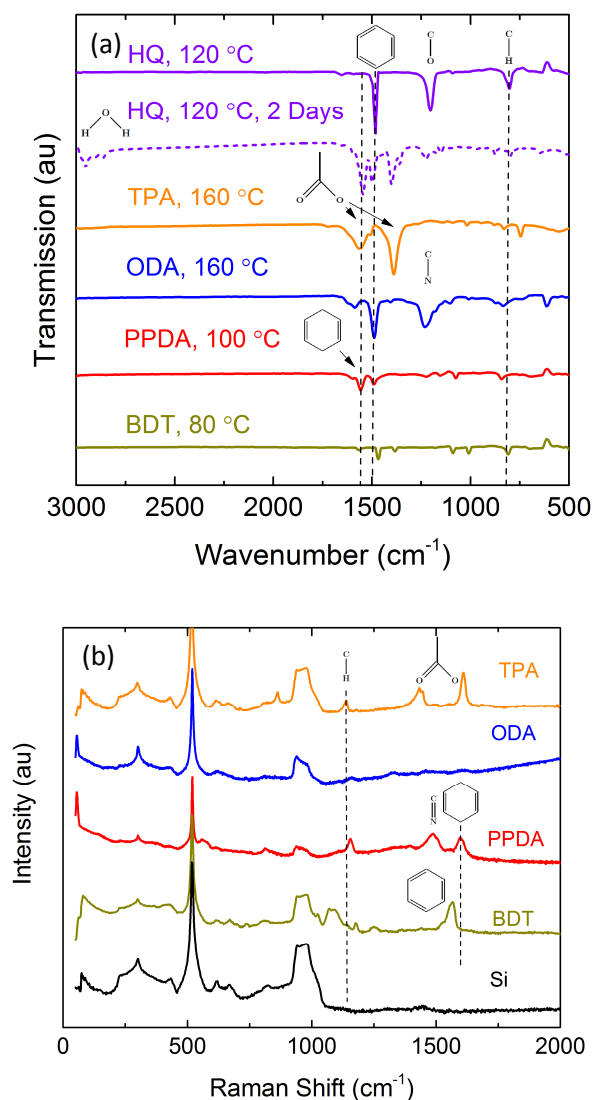 (a)
C
O
C
H
HQ, 120 °C
O
H H
HQ, 120 °C, 2 Days
TPA, 160 °C
O O
C
N
ODA, 160 °C
PPDA, 100 °C
BDT, 80 °C
Transmission (au)
3000 2500 2000 1500 1000 500
Wavenumber (cm-1)
(b)
C
H
O O
TPA
ODA
C
N
PPDA
BDT
Si
Intensity (au)
0 500 1000 1500 2000
Raman Shift (cm-1)